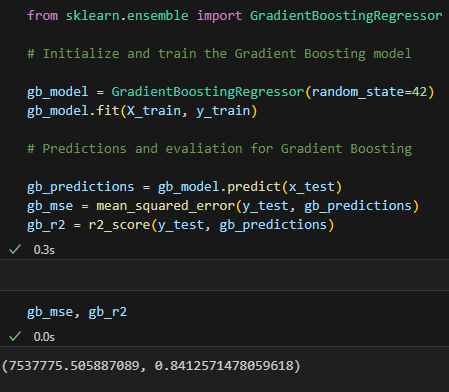 from sklearn.ensemble import GradientBoostingRegressor
# Initialize and train the Gradient Boosting model
gb_model = GradientBoostingRegressor(random_state=42)
gb_model.fit(X_train, y_train)
# Predictions and evaliation for Gradient Boosting
gb_predictions = gb_model.predict(x_test)
gb_mse = mean_squared_error(y_test, gb_predictions)
gb_r2 = r2_score(y_test, gb_predictions)
0.3s
gb_mse, gb_r2
0.0s
(7537775.505887089, 0.8412571478059618)